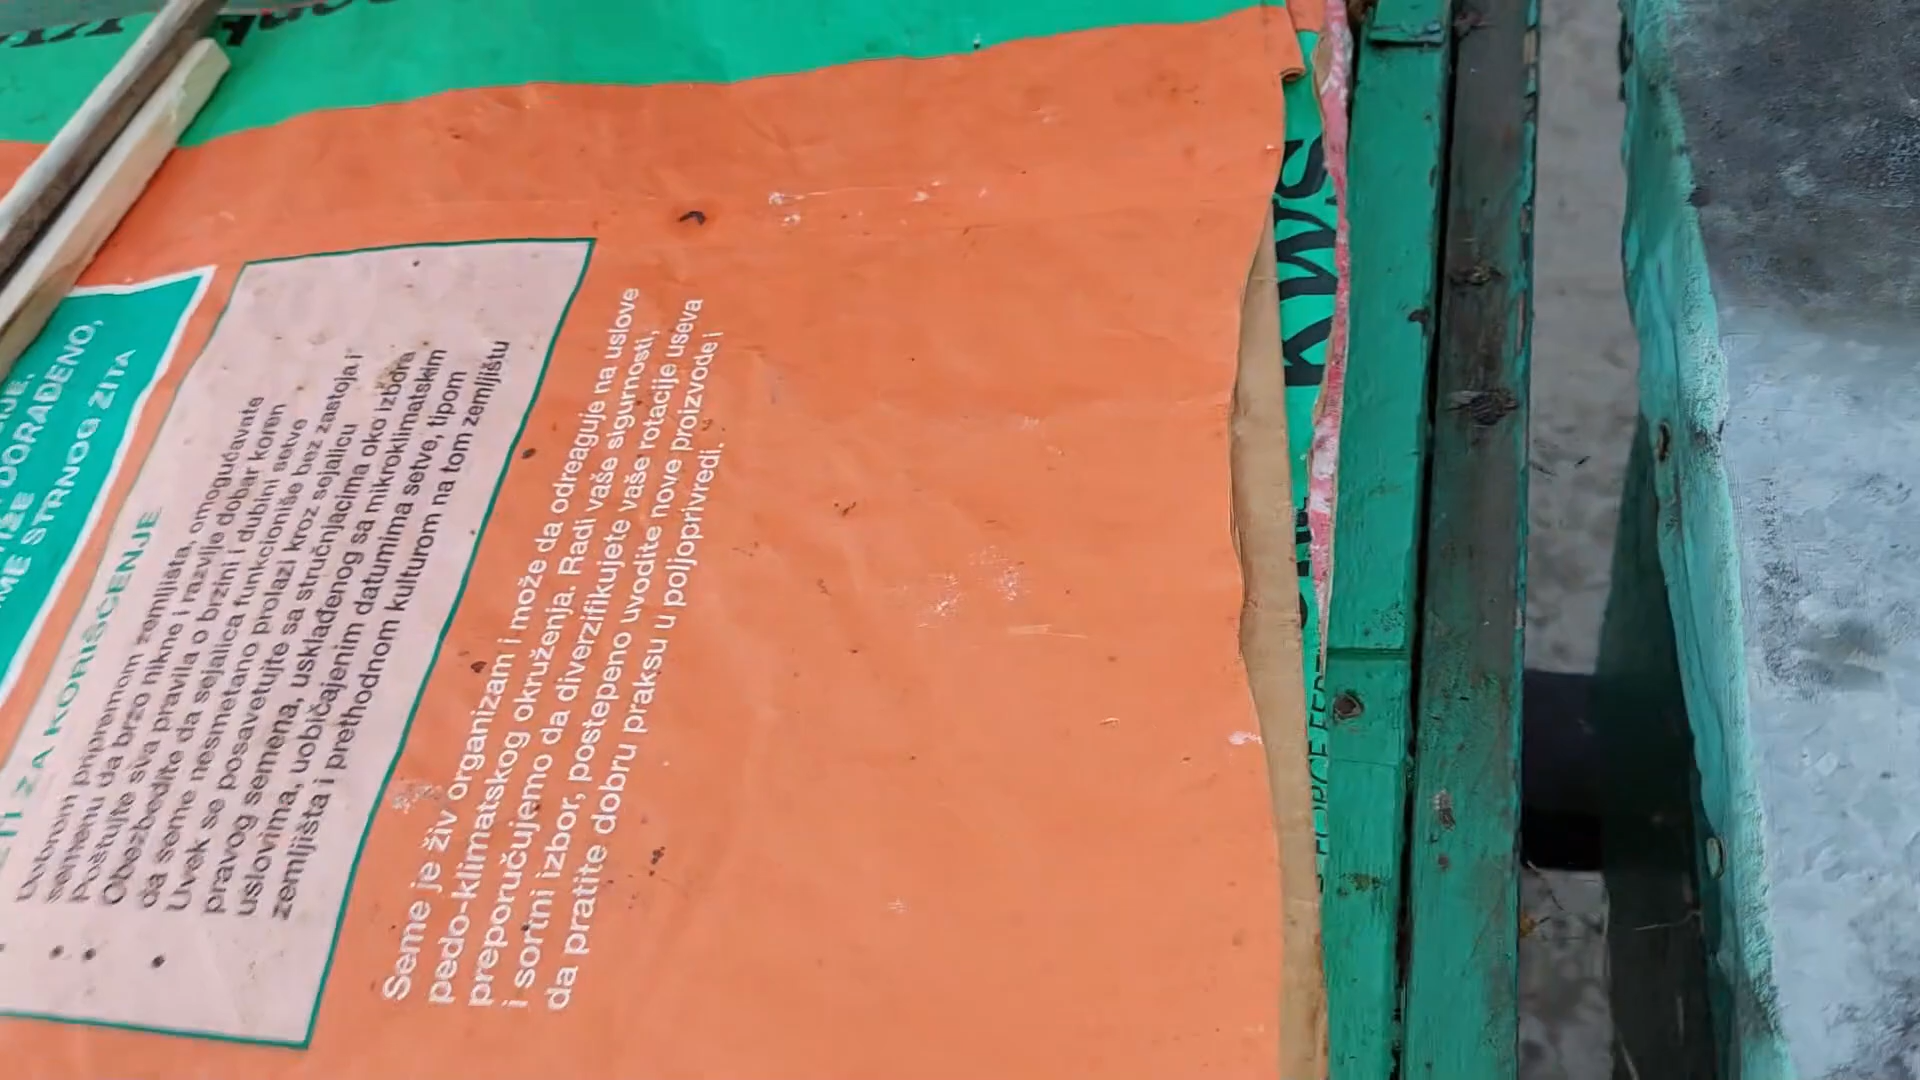 DORAĐENO,
SEME STRNOG ŽITA
ZA KORIŠĆENJE
Dobrom pripremom zemljišta, omogućavate
semenu da brzo nikne i razvije dobar koren
Poštujte sva pravila o brzini i dubini setve
Obezbedite da sejalica funkcioniše bez zastoja i
da seme nesmetano prolazi kroz sejalicu
Uvek se posavetujte sa stručnjacima oko izbora
pravog semena, usklađenog sa mikroklimatskim
uslovima, uobičajenim datumima setve, tipom
zemljišta i prethodnom kulturom na tom zemljištu
Seme je živ organizam i može da odreaguje na uslove
pedo-klimatskog okruženja. Radi vaše sigurnosti,
preporučujemo da diverzifikujete vaše rotacije useva
i sortni izbor, postepeno uvodite nove proizvode i
da pratite dobru praksu u poljoprivredi.
KWS